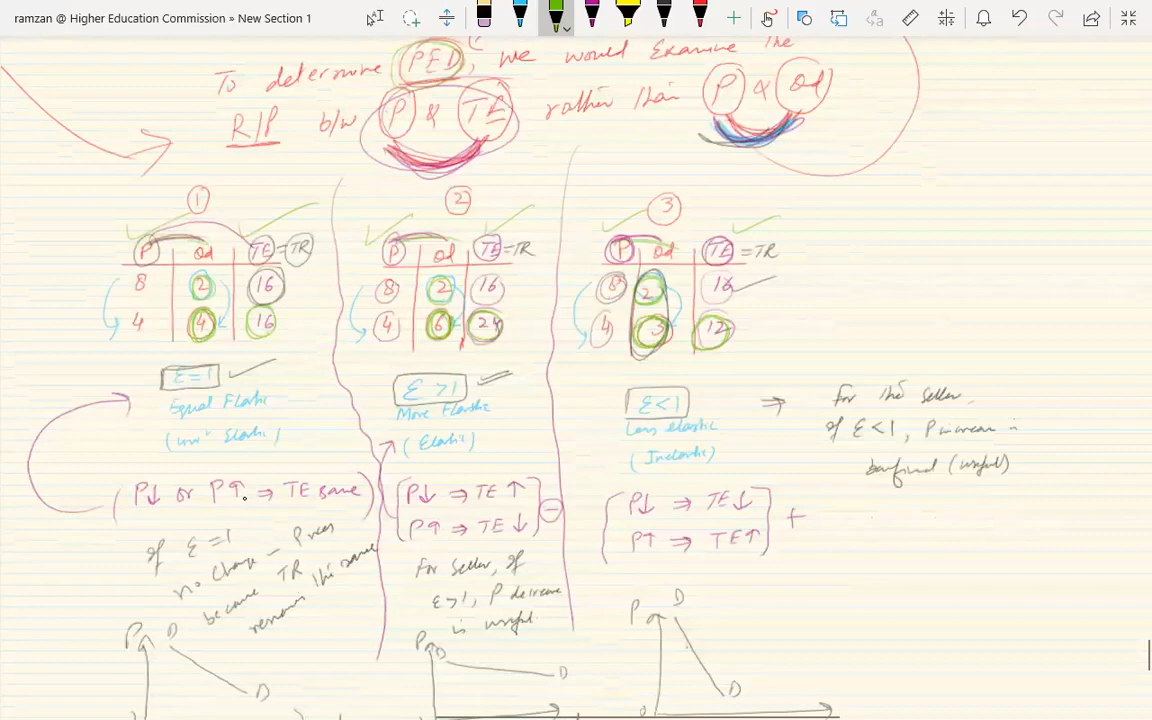 ramzan @ Higher Education Commission » New Section 1
To determine (PED), we would examine the
R/P b/w P & TE rather than P & Qd
1
P Qd TE = TR
8 2 16
4 4 16
ε = 1
Equal Elastic
(unit Elastic)
(P↓ or P↑ ⇒ TE same)
If ε = 1
no change in Prices
because TR
remains the same
P D
D
2
P Qd TE = TR
8 2 16
4 6 24
ε > 1
More Elastic
(Elastic)
P↓ ⇒ TE ↑
P↑ ⇒ TE ↓ −
For Seller, if
ε > 1, P decrease
is useful.
P D
D
3
P Qd TE = TR
8 2 16
4 3 12
ε < 1
Less elastic
(Inelastic)
P↓ ⇒ TE ↓
P↑ ⇒ TE ↑ +
⇒ For the seller,
if ε < 1, P increase is
(useful)
P D
D
0